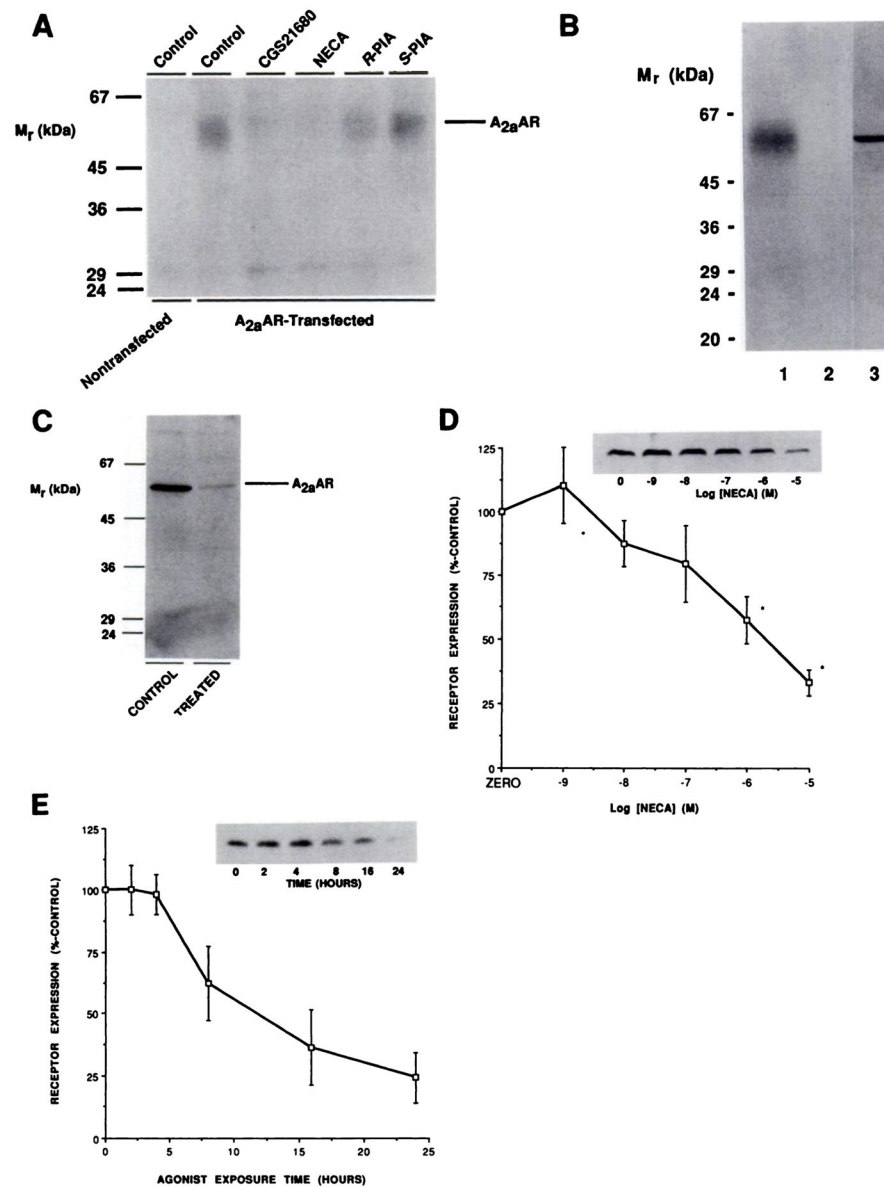 A
Control
Control
CGS21680
NECA
R-PIA
S-PIA
67
Mr (kDa)
45
36
29
24
A2aAR
Nontransfected
A2aAR-Transfected
B
Mr (kDa)
67
45
36
29
24
20
1 2 3
C
67
Mr (kDa)
45
36
29
24
A2aAR
CONTROL
TREATED
D
125
100
75
50
25
0
RECEPTOR EXPRESSION (%-CONTROL)
0 -9 -8 -7 -6 -5
Log [NECA] (M)
ZERO -9 -8 -7 -6 -5
Log [NECA] (M)
E
125
100
75
50
25
0
RECEPTOR EXPRESSION (%-CONTROL)
0 2 4 8 16 24
TIME (HOURS)
0 5 10 15 20 25
AGONIST EXPOSURE TIME (HOURS)